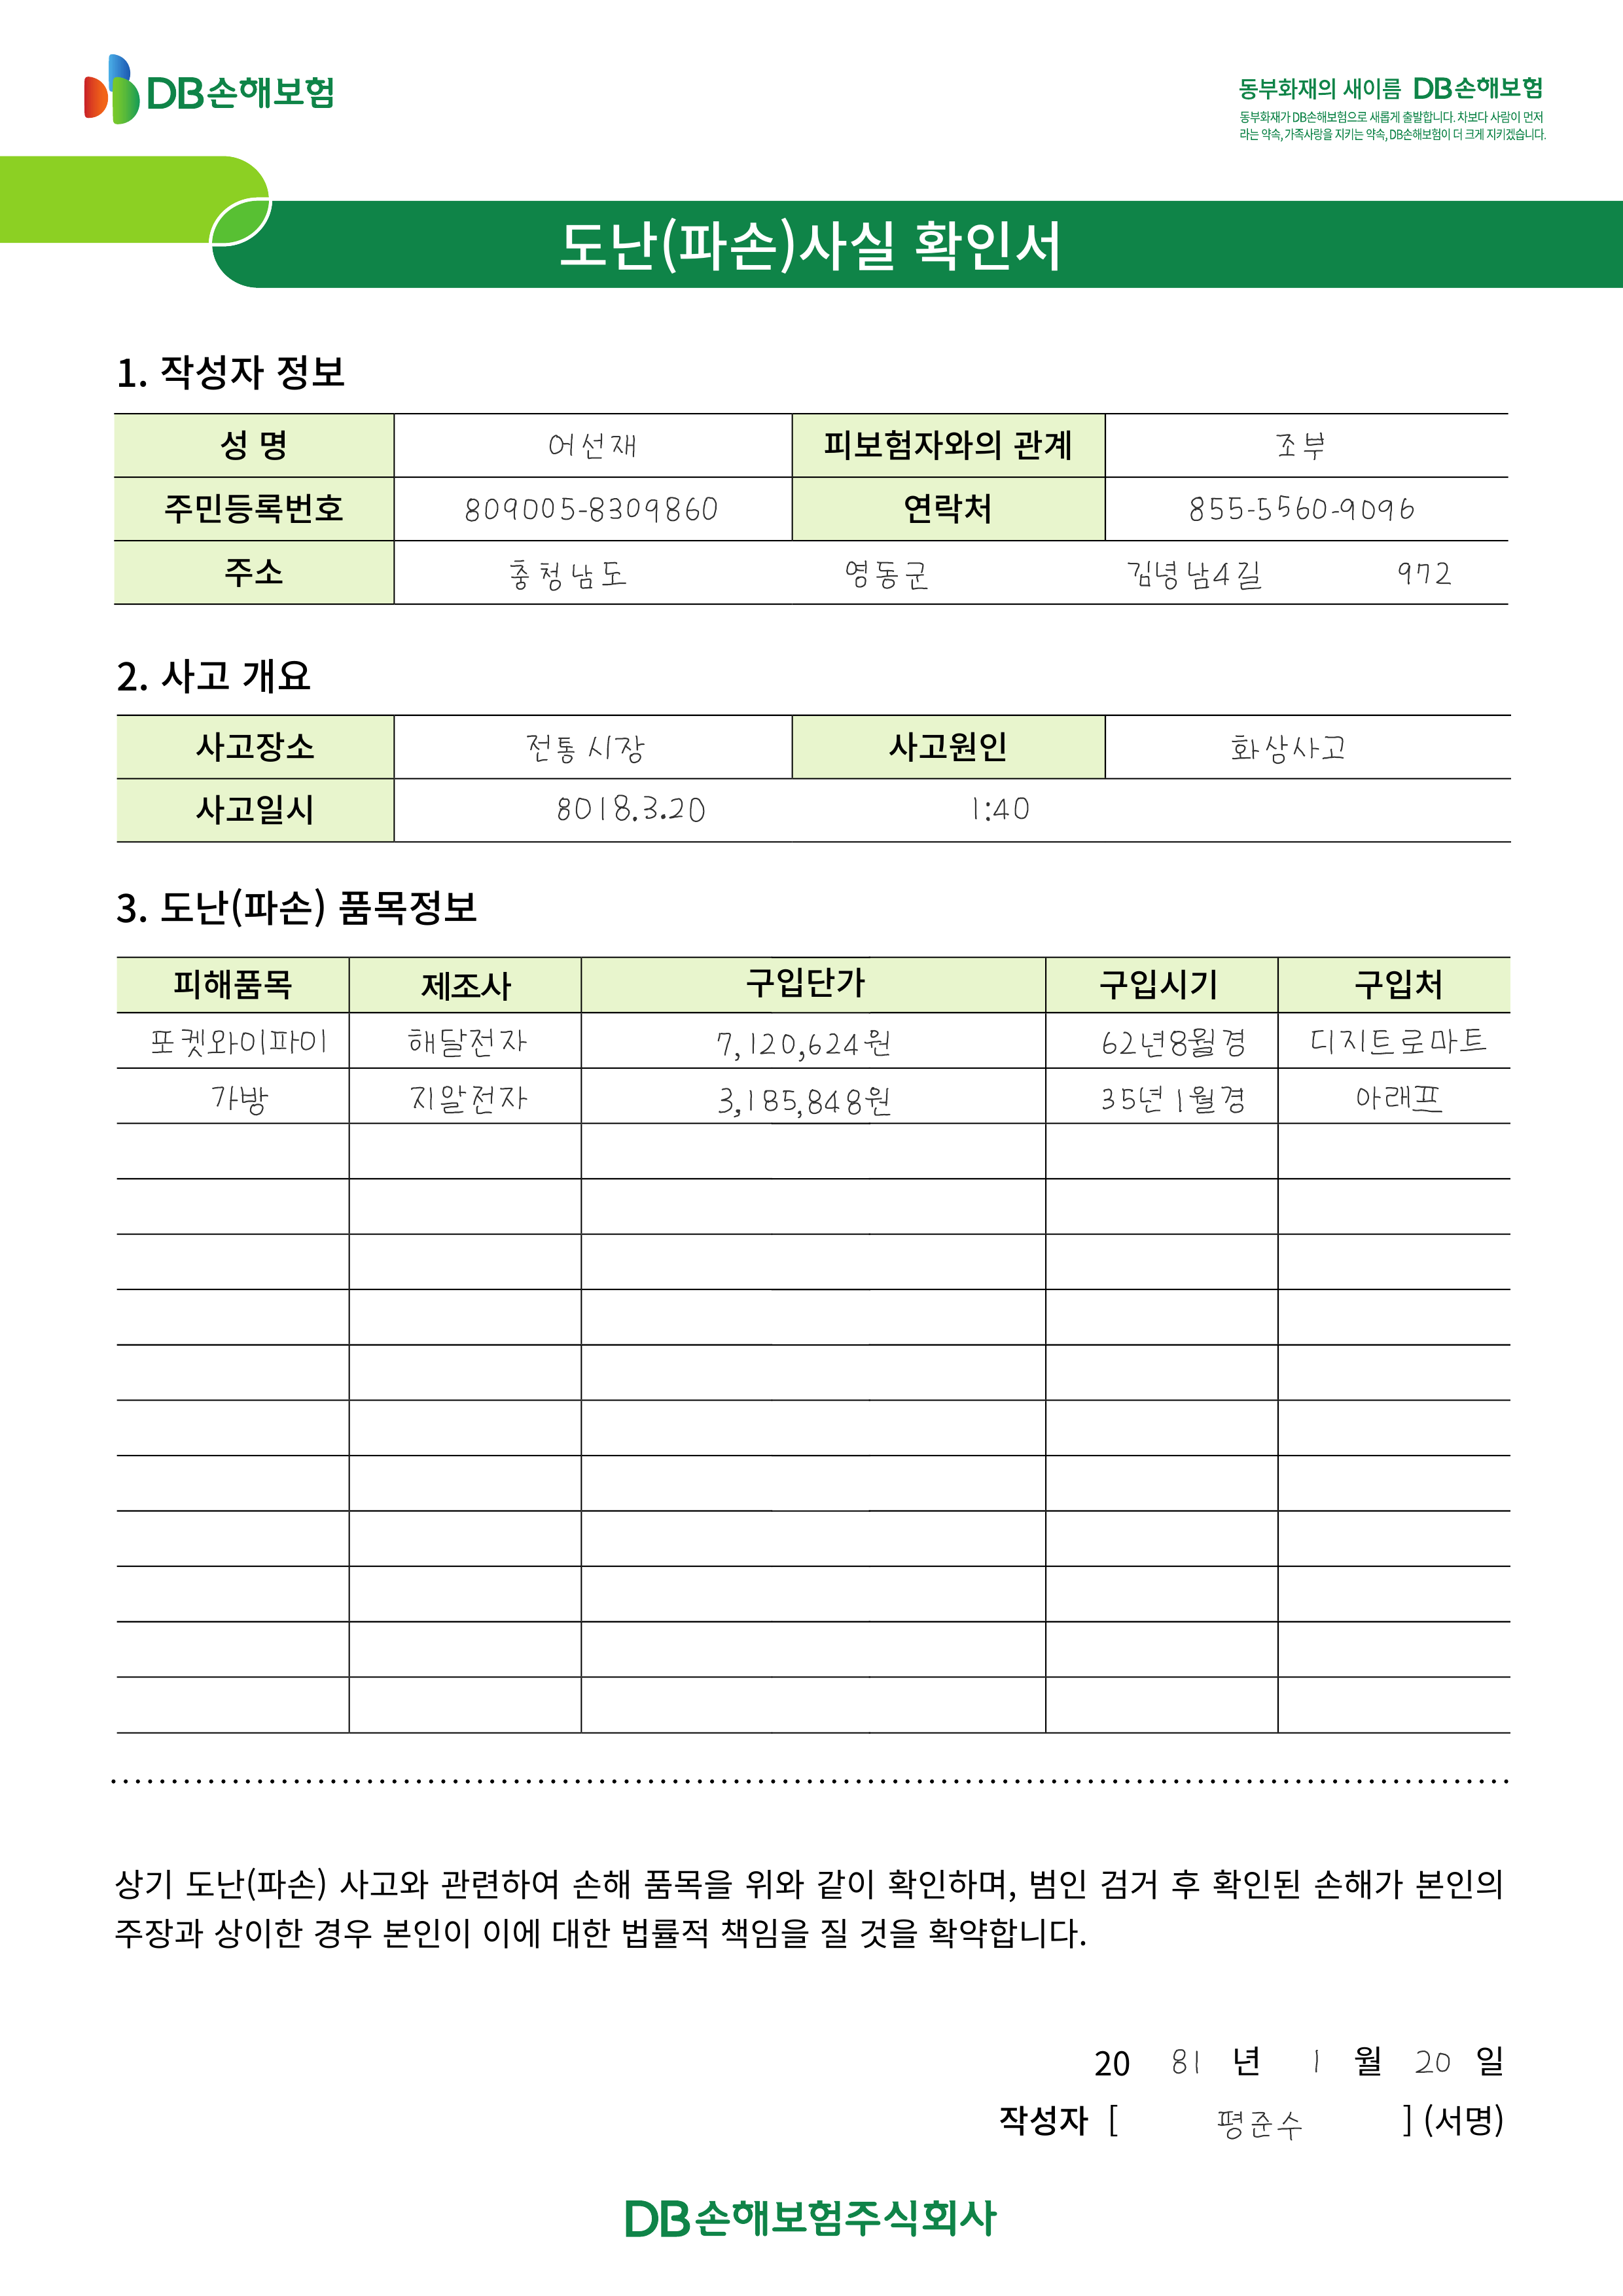 DB손해보험
동부화재의 새이름 DB손해보험
동부화재가 DB손해보험으로 새롭게 출발합니다. 차보다 사람이 먼저
라는 약속, 가족사랑을 지키는 약속, DB손해보험이 더 크게 지키겠습니다.
도난(파손)사실 확인서
1. 작성자 정보
성 명 어선재 피보험자와의 관계 조부
주민등록번호 809005-8309860 연락처 855-5560-9096
주소 충청남도 영동군 김녕남4길 972
2. 사고 개요
사고장소 전통시장 사고원인 화상사고
사고일시 8018.3.20 1:40
3. 도난(파손) 품목정보
피해품목 제조사 구입단가 구입시기 구입처
포켓와이파이 해달전자 7,120,624원 62년8월경 디지트로마트
가방 지알전자 3,185,848원 35년1월경 아래프
상기 도난(파손) 사고와 관련하여 손해 품목을 위와 같이 확인하며, 범인 검거 후 확인된 손해가 본인의
주장과 상이한 경우 본인이 이에 대한 법률적 책임을 질 것을 확약합니다.
20 81 년 1 월 20 일
작성자 [ 평준수 ] (서명)
DB손해보험주식회사